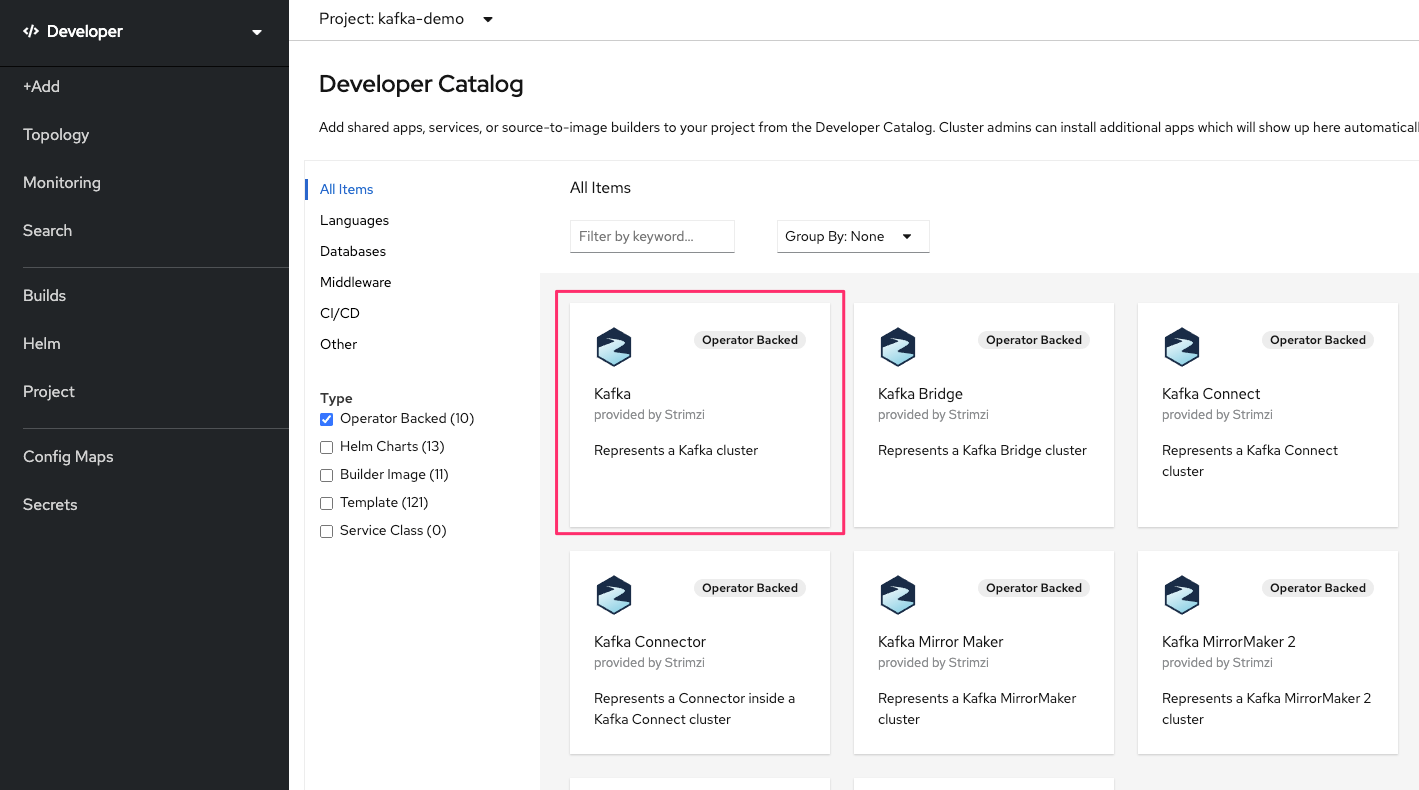 </> Developer
+Add
Topology
Monitoring
Search
Builds
Helm
Project
Config Maps
Secrets
Project: kafka-demo
Developer Catalog
Add shared apps, services, or source-to-image builders to your project from the Developer Catalog. Cluster admins can install additional apps which will show up here automaticall
All Items
Languages
Databases
Middleware
CI/CD
Other
Type
Operator Backed (10)
Helm Charts (13)
Builder Image (11)
Template (121)
Service Class (0)
All Items
Filter by keyword...
Group By: None
Operator Backed
Kafka
provided by Strimzi
Represents a Kafka cluster
Operator Backed
Kafka Bridge
provided by Strimzi
Represents a Kafka Bridge cluster
Operator Backed
Kafka Connect
provided by Strimzi
Represents a Kafka Connect
cluster
Operator Backed
Kafka Connector
provided by Strimzi
Represents a Connector inside a
Kafka Connect cluster
Operator Backed
Kafka Mirror Maker
provided by Strimzi
Represents a Kafka MirrorMaker
cluster
Operator Backed
Kafka MirrorMaker 2
provided by Strimzi
Represents a Kafka MirrorMaker 2
cluster